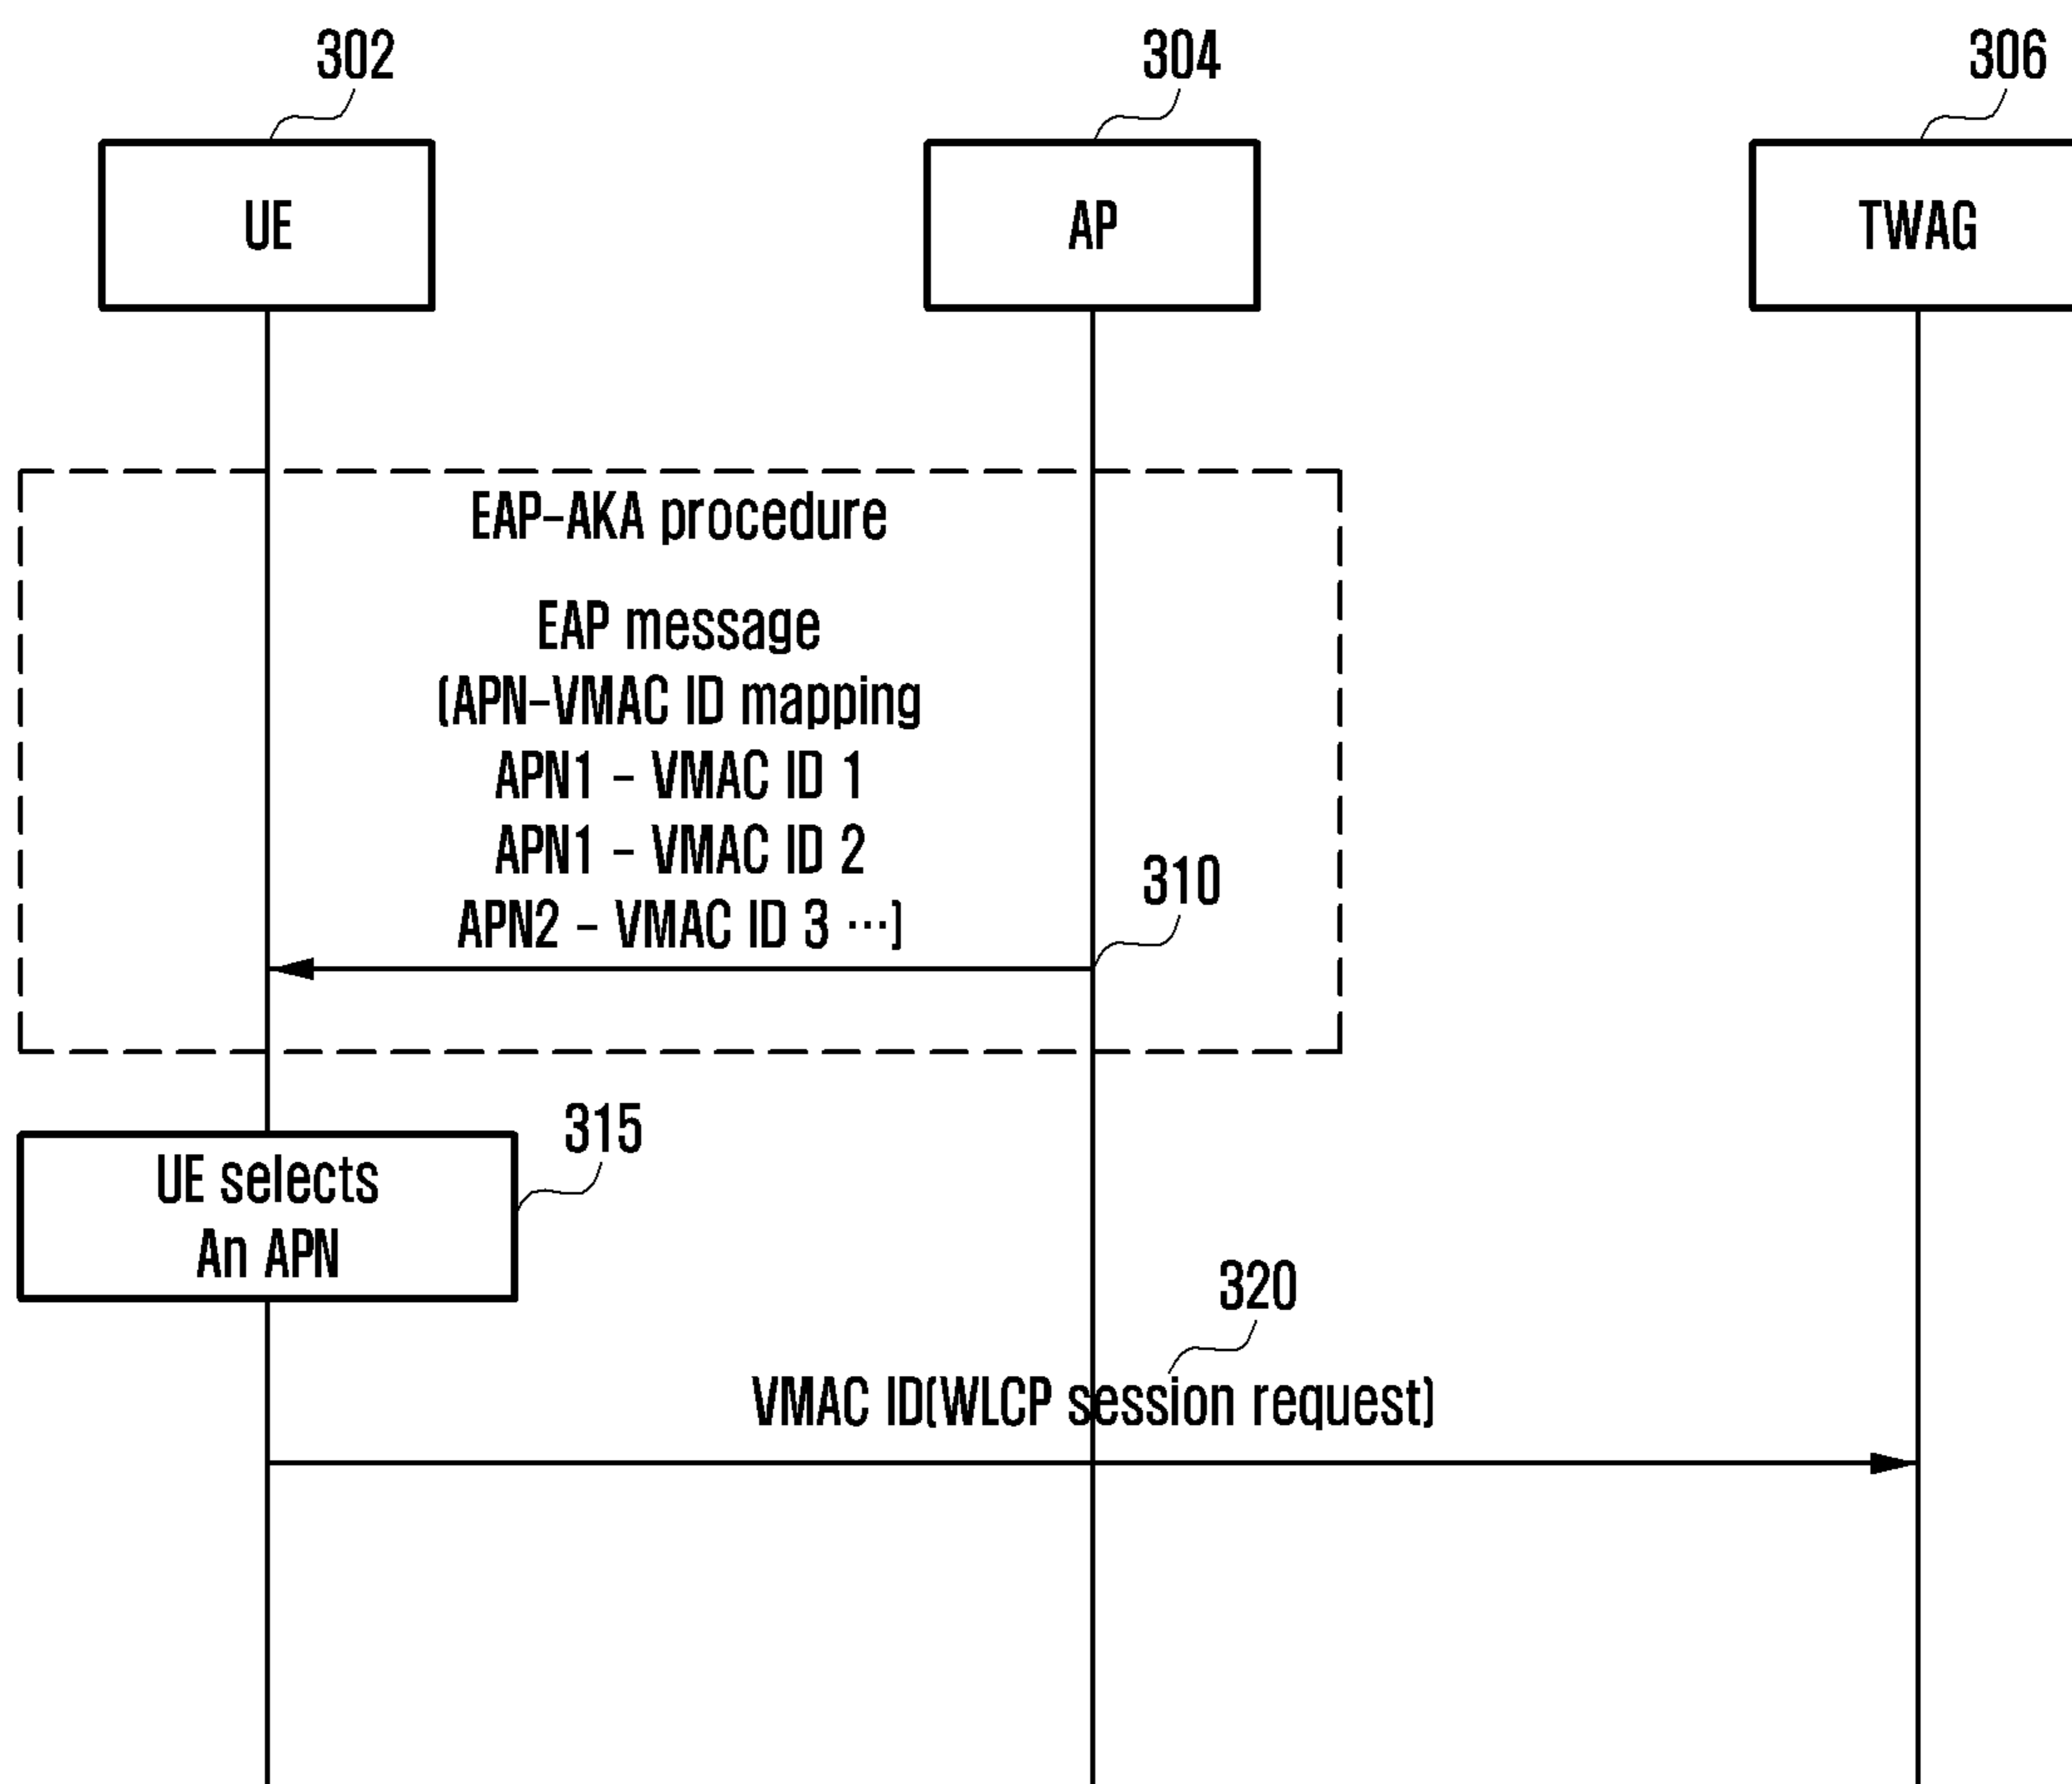 302
304
306
UE
AP
TWAG
EAP-AKA procedure
EAP message
(APN-VMAC ID mapping
APN1 - VMAC ID 1
APN1 - VMAC ID 2
APN2 - VMAC ID 3 ···)
310
315
UE selects
An APN
320
VMAC ID(WLCP session request)